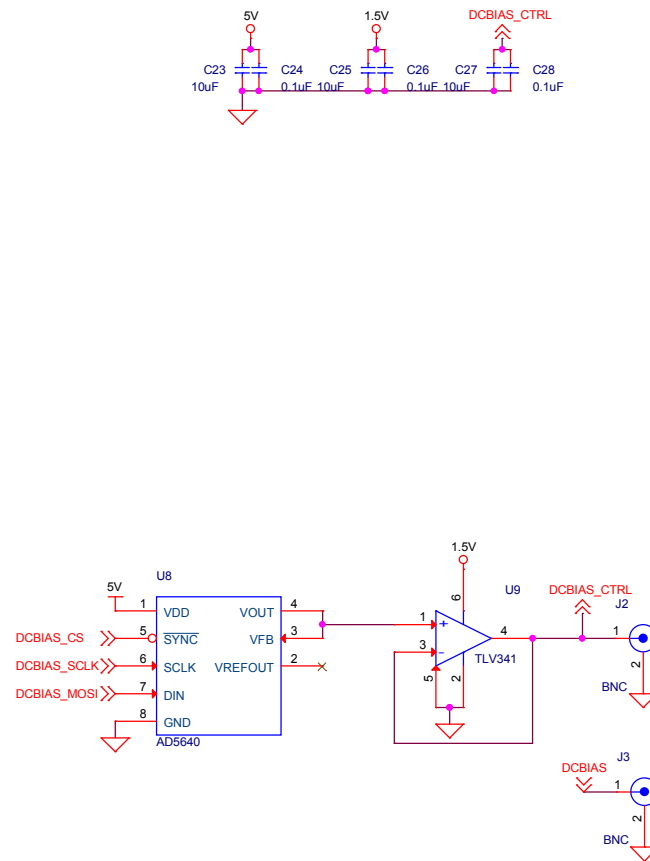 5V 1.5V DCBIAS_CTRL
C23 C24 C25 C26 C27 C28
10uF 0.1uF 10uF 0.1uF 10uF 0.1uF
1.5V
U8 U9
5V DCBIAS_CTRL
6 J2
1 VDD VOUT 4 1 + 1
DCBIAS_CS 5 SYNC VFB 3 3 - 4
DCBIAS_SCLK 6 SCLK VREFOUT 2 TLV341 2
DCBIAS_MOSI 7 DIN 5 2 BNC
8 GND
AD5640
J3
DCBIAS 1
2
BNC